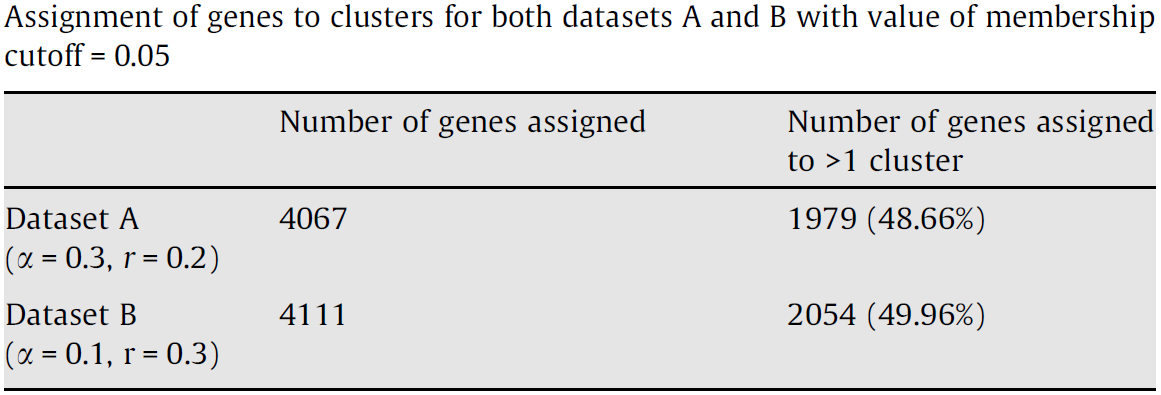 Assignment of genes to clusters for both datasets A and B with value of membership
cutoff = 0.05
Number of genes assigned
Number of genes assigned
to >1 cluster
Dataset A
(α = 0.3, r = 0.2)
4067
1979 (48.66%)
Dataset B
(α = 0.1, r = 0.3)
4111
2054 (49.96%)